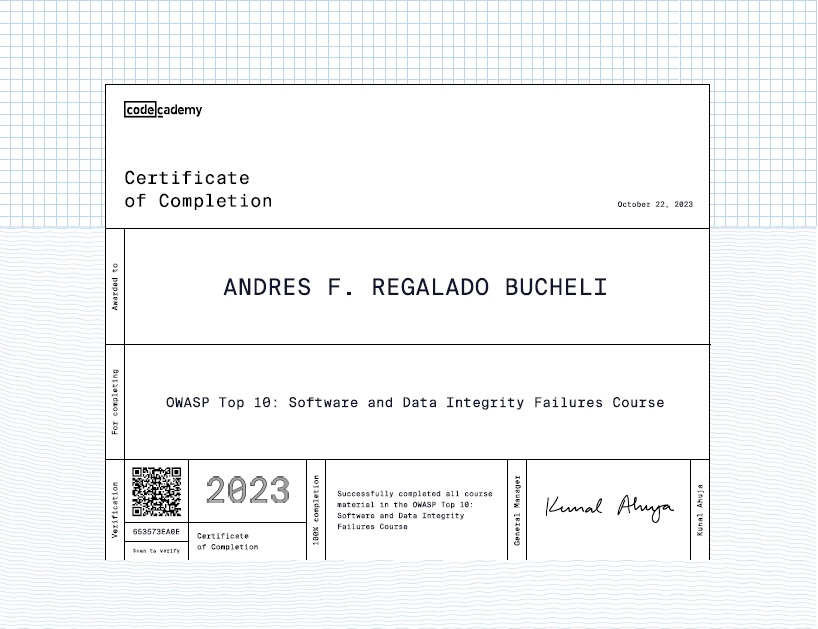 codecademy
Certificate
of Completion
October 22, 2023
Awarded to
ANDRES F. REGALADO BUCHELI
For completing
OWASP Top 10: Software and Data Integrity Failures Course
Verification
653573EA0E
Scan to verify
2023
Certificate
of Completion
100% completion
Successfully completed all course
material in the OWASP Top 10:
Software and Data Integrity
Failures Course
General Manager
Kunal Ahuja
Kunal Ahuja